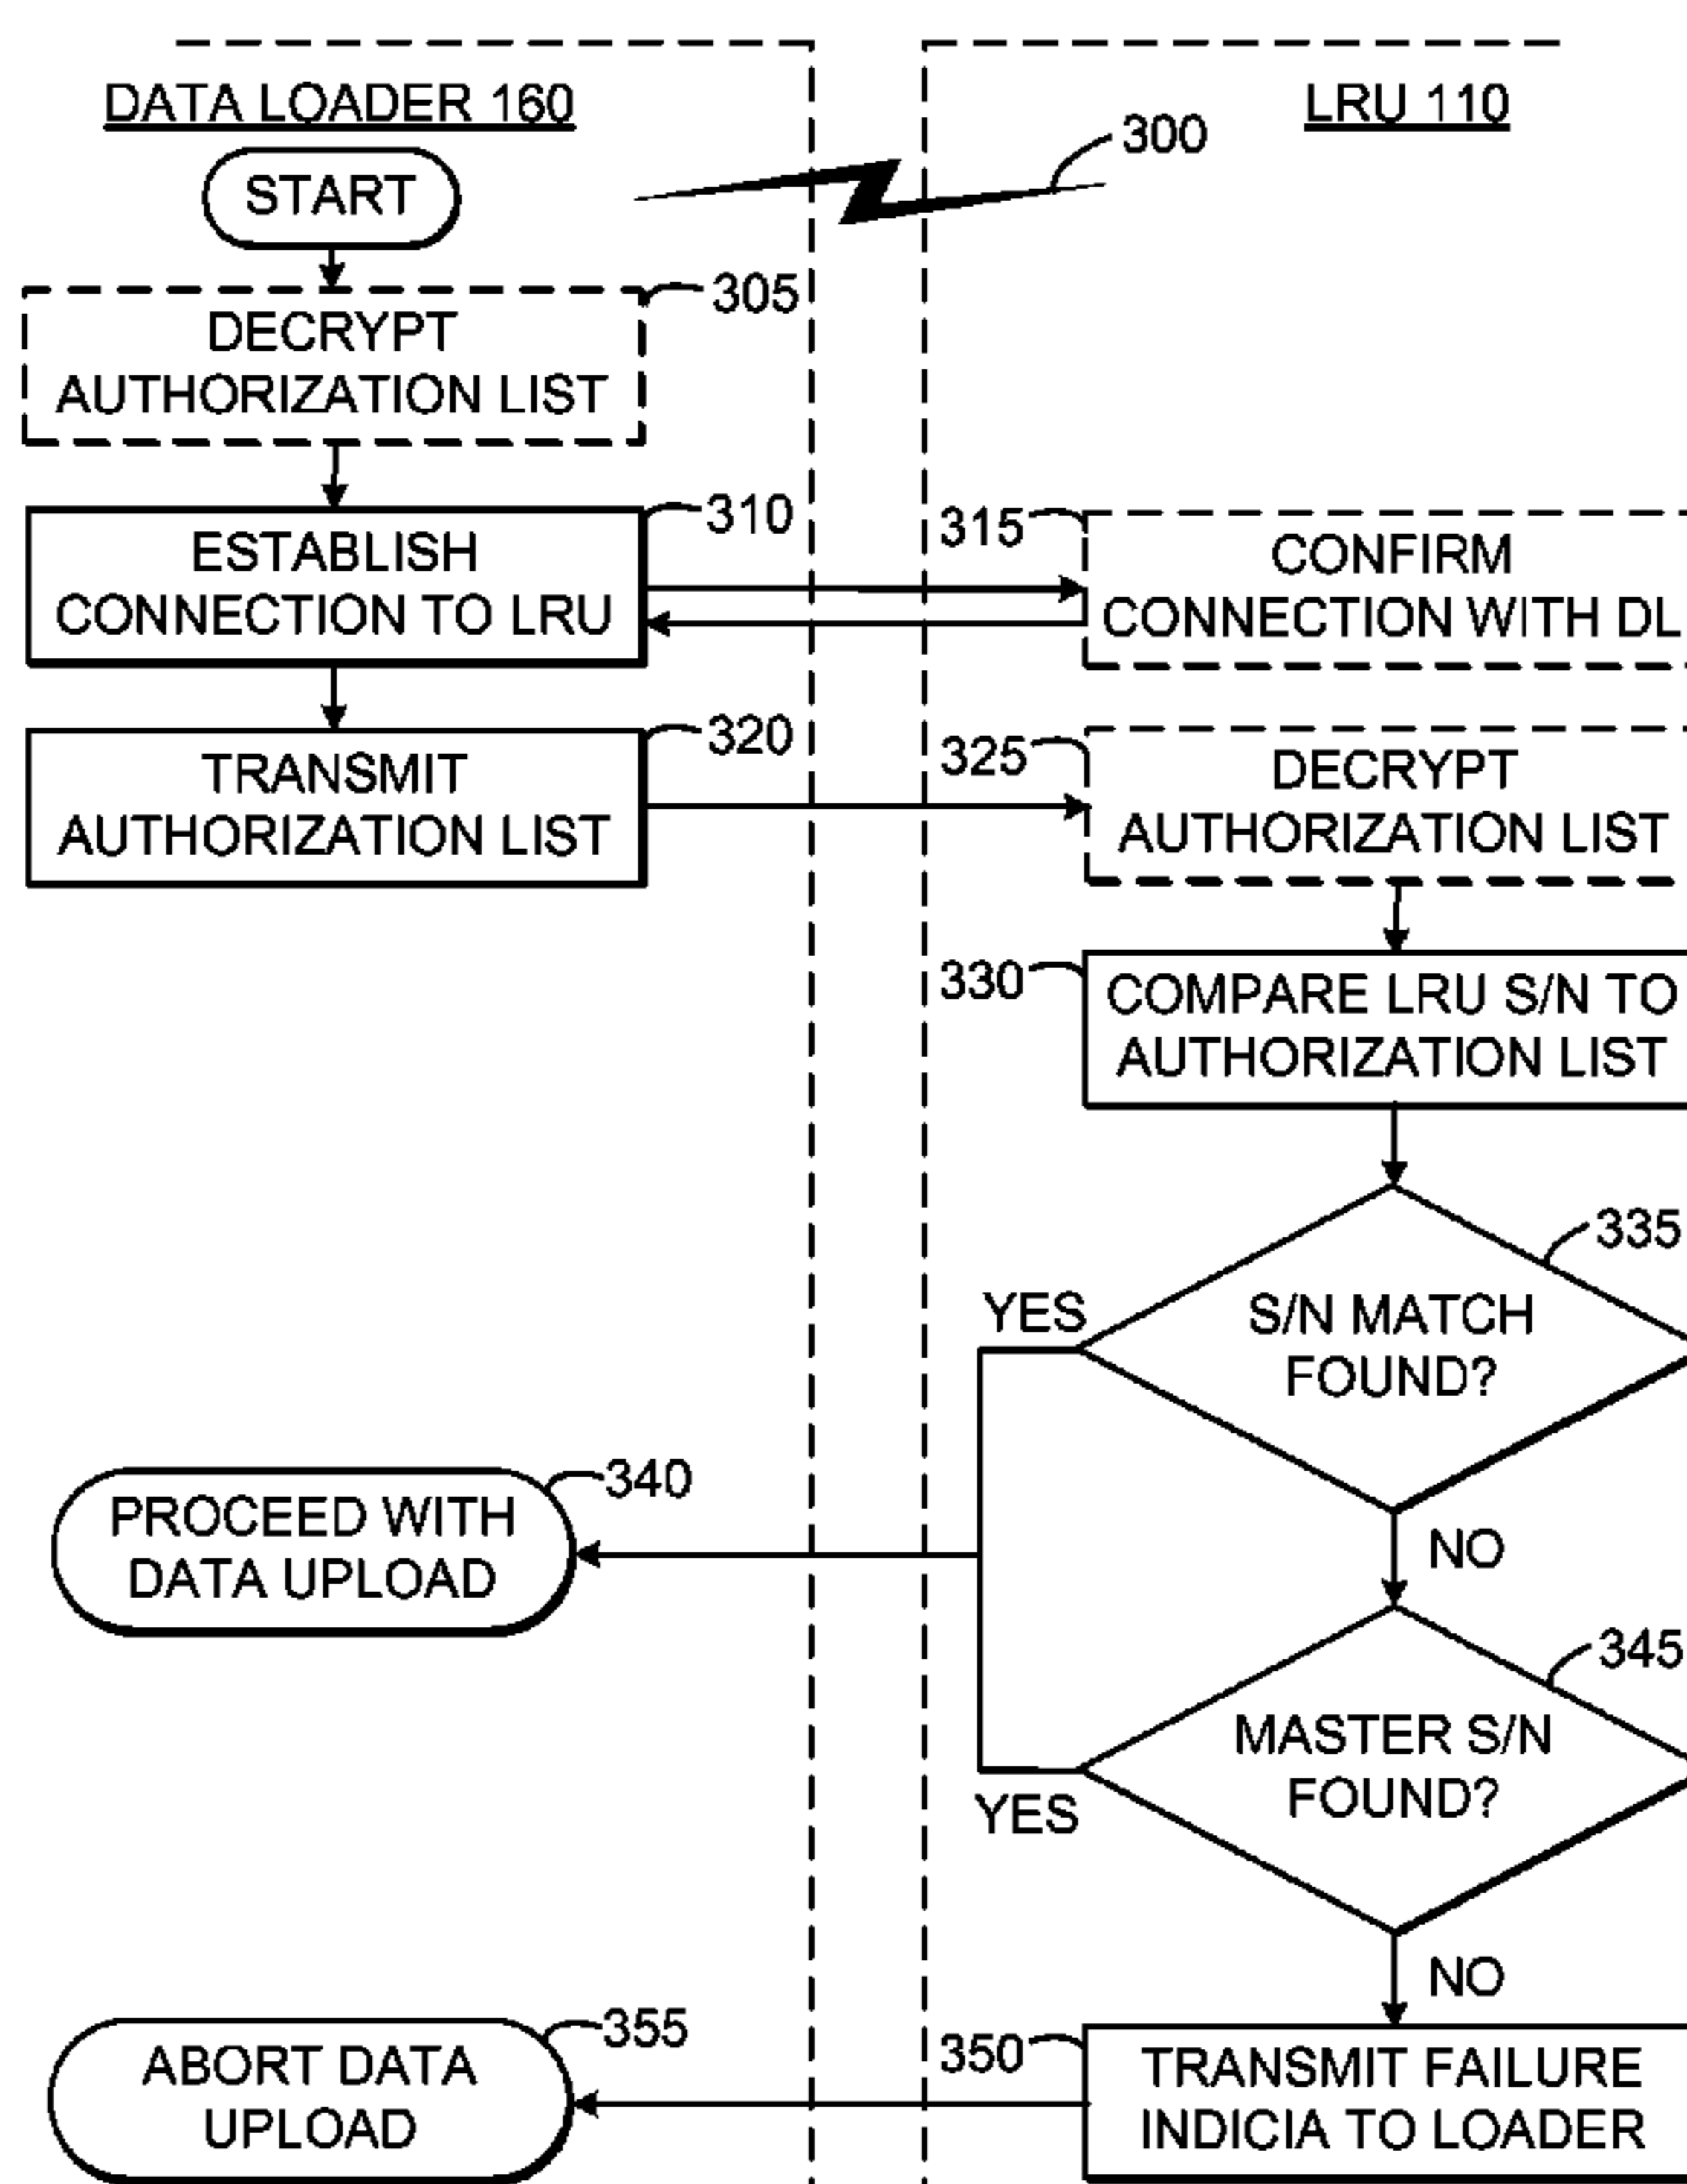 DATA LOADER 160
LRU 110
300
START
305
DECRYPT
AUTHORIZATION LIST
310
ESTABLISH
CONNECTION TO LRU
315
CONFIRM
CONNECTION WITH DL
320
TRANSMIT
AUTHORIZATION LIST
325
DECRYPT
AUTHORIZATION LIST
330
COMPARE LRU S/N TO
AUTHORIZATION LIST
335
S/N MATCH
FOUND?
YES
NO
340
PROCEED WITH
DATA UPLOAD
345
MASTER S/N
FOUND?
YES
NO
350
TRANSMIT FAILURE
INDICIA TO LOADER
355
ABORT DATA
UPLOAD